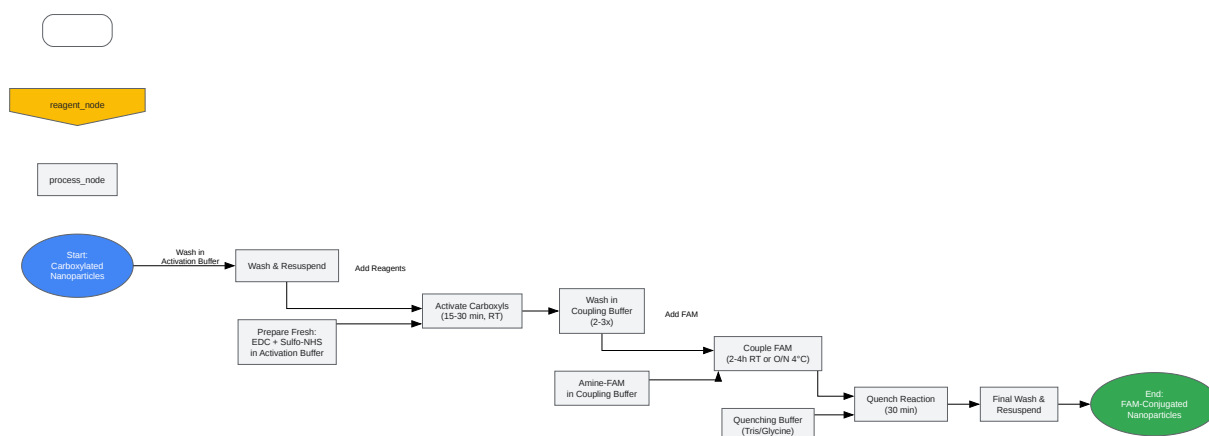 reagent_node
process_node
Start:
Carboxylated
Nanoparticles
Wash in
Activation Buffer
Wash & Resuspend
Add Reagents
Prepare Fresh:
EDC + Sulfo-NHS
in Activation Buffer
Activate Carboxyls
(15-30 min, RT)
Wash in
Coupling Buffer
(2-3x)
Add FAM
Amine-FAM
in Coupling Buffer
Couple FAM
(2-4h RT or O/N 4°C)
Quenching Buffer
(Tris/Glycine)
Quench Reaction
(30 min)
Final Wash &
Resuspend
End:
FAM-Conjugated
Nanoparticles